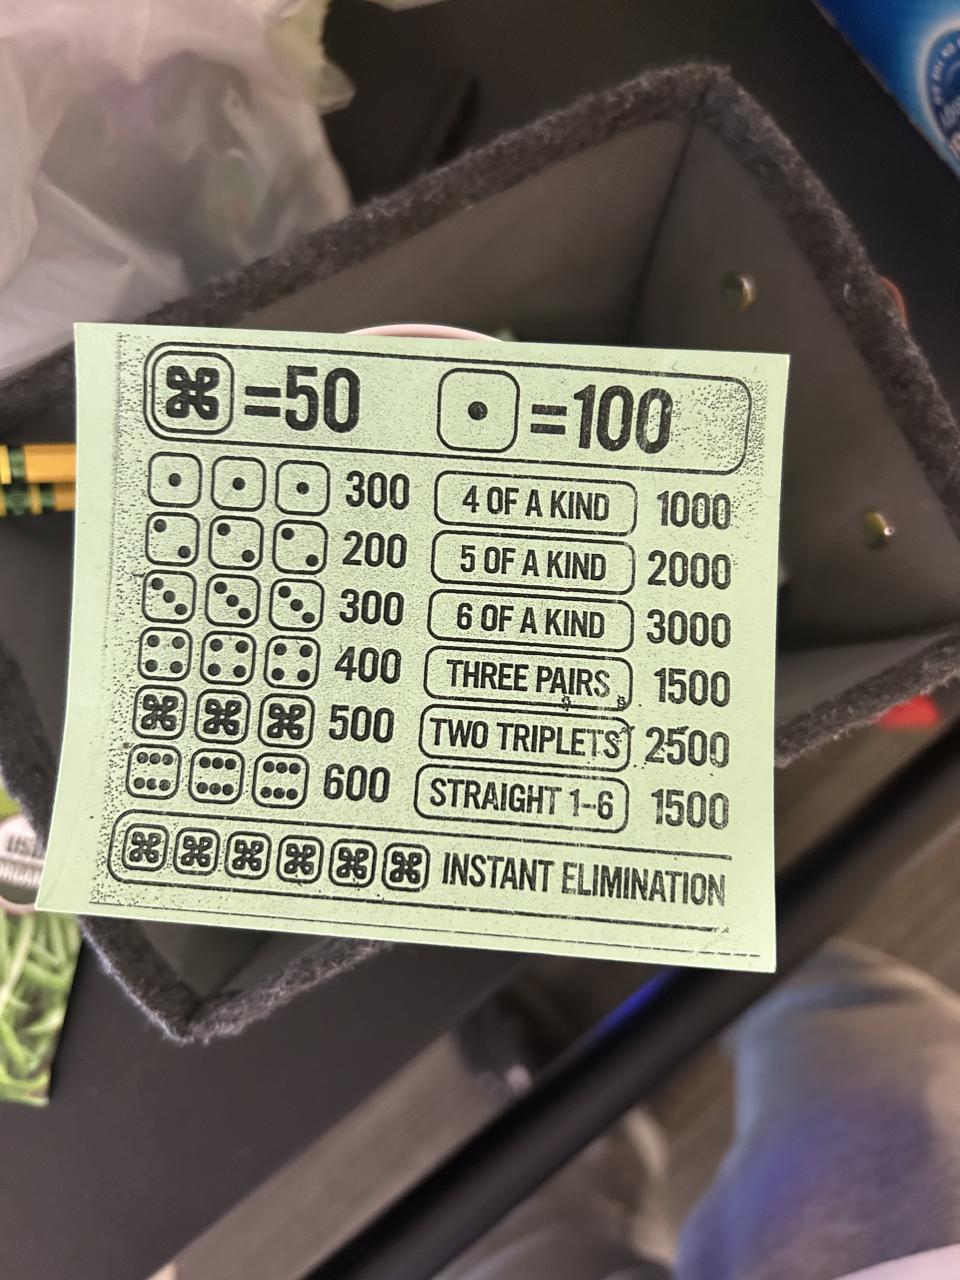 ⌘=50 =100
300 4 OF A KIND 1000
200 5 OF A KIND 2000
300 6 OF A KIND 3000
400 THREE PAIRS 1500
500 TWO TRIPLETS 2500
600 STRAIGHT 1-6 1500
INSTANT ELIMINATION